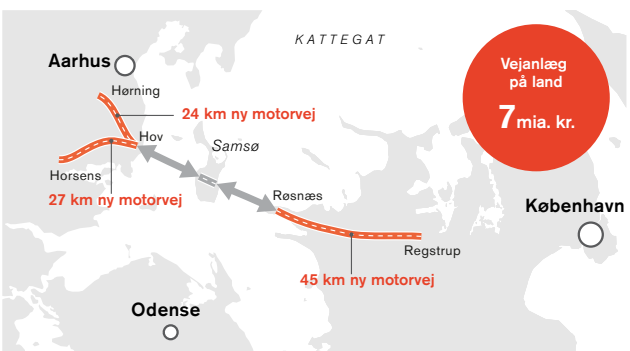 KATTEGAT
Aarhus
Vejanlæg
på land
7 mia. kr.
Hørning
24 km ny motorvej
Hov
Samsø
Horsens
27 km ny motorvej
Røsnæs
København
Regstrup
45 km ny motorvej
Odense